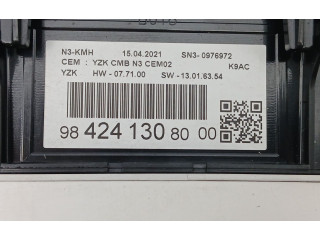 N3-KMH 15.04.2021 SN3- 0976972
CEM : YZK CMB N3 CEM02 K9AC
YZK HW - 07.71.00 SW - 13.01.63.54
98 424 130 80 00